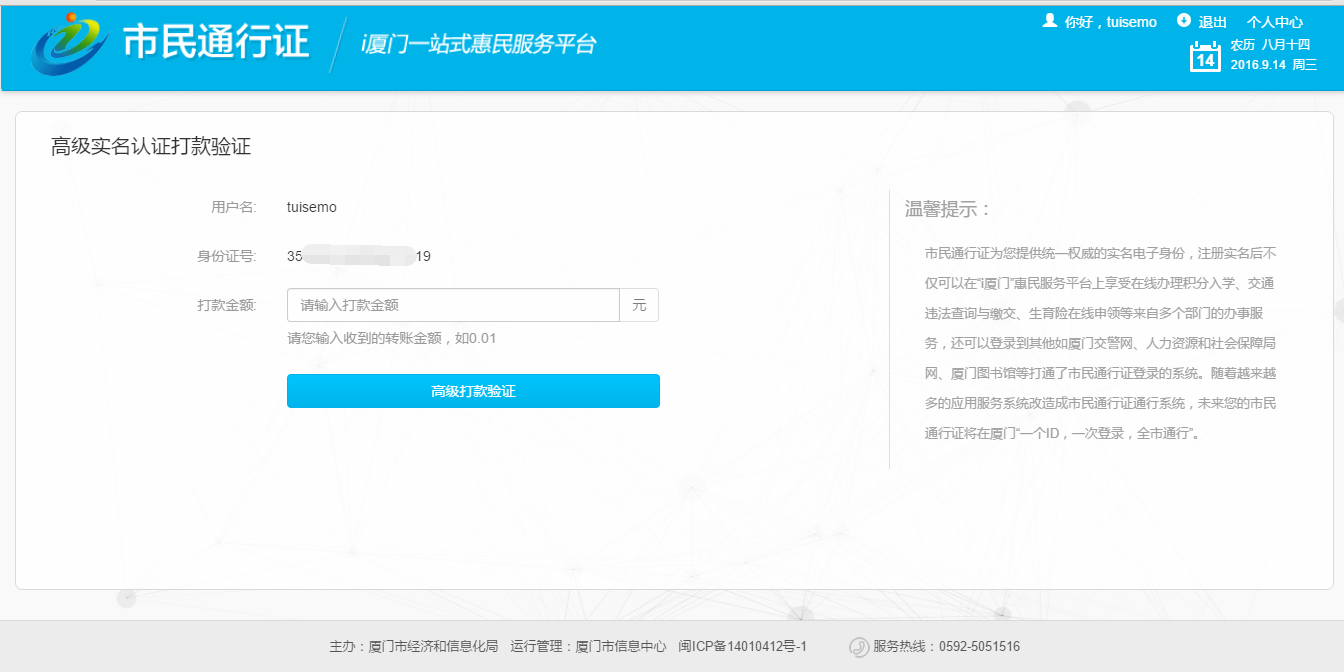 市民通行证
i厦门一站式惠民服务平台
你好，tuisemo 退出 个人中心
14
农历 八月十四
2016.9.14 周三
高级实名认证打款验证
用户名: tuisemo
身份证号: 35 19
打款金额: 请输入打款金额 元
请您输入收到的转账金额，如0.01
高级打款验证
温馨提示：
市民通行证为您提供统一权威的实名电子身份，注册实名后不
仅可以在“i厦门”惠民服务平台上享受在线办理积分入学、交通
违法查询与缴交、生育险在线申领等来自多个部门的办事服
务，还可以登录到其他如厦门交警网、人力资源和社会保障局
网、厦门图书馆等打通了市民通行证登录的系统。随着越来越
多的应用服务系统改造成市民通行证通行系统，未来您的市民
通行证将在厦门“一个ID，一次登录，全市通行”。
主办：厦门市经济和信息化局 运行管理：厦门市信息中心 闽ICP备14010412号-1 服务热线：0592-5051516